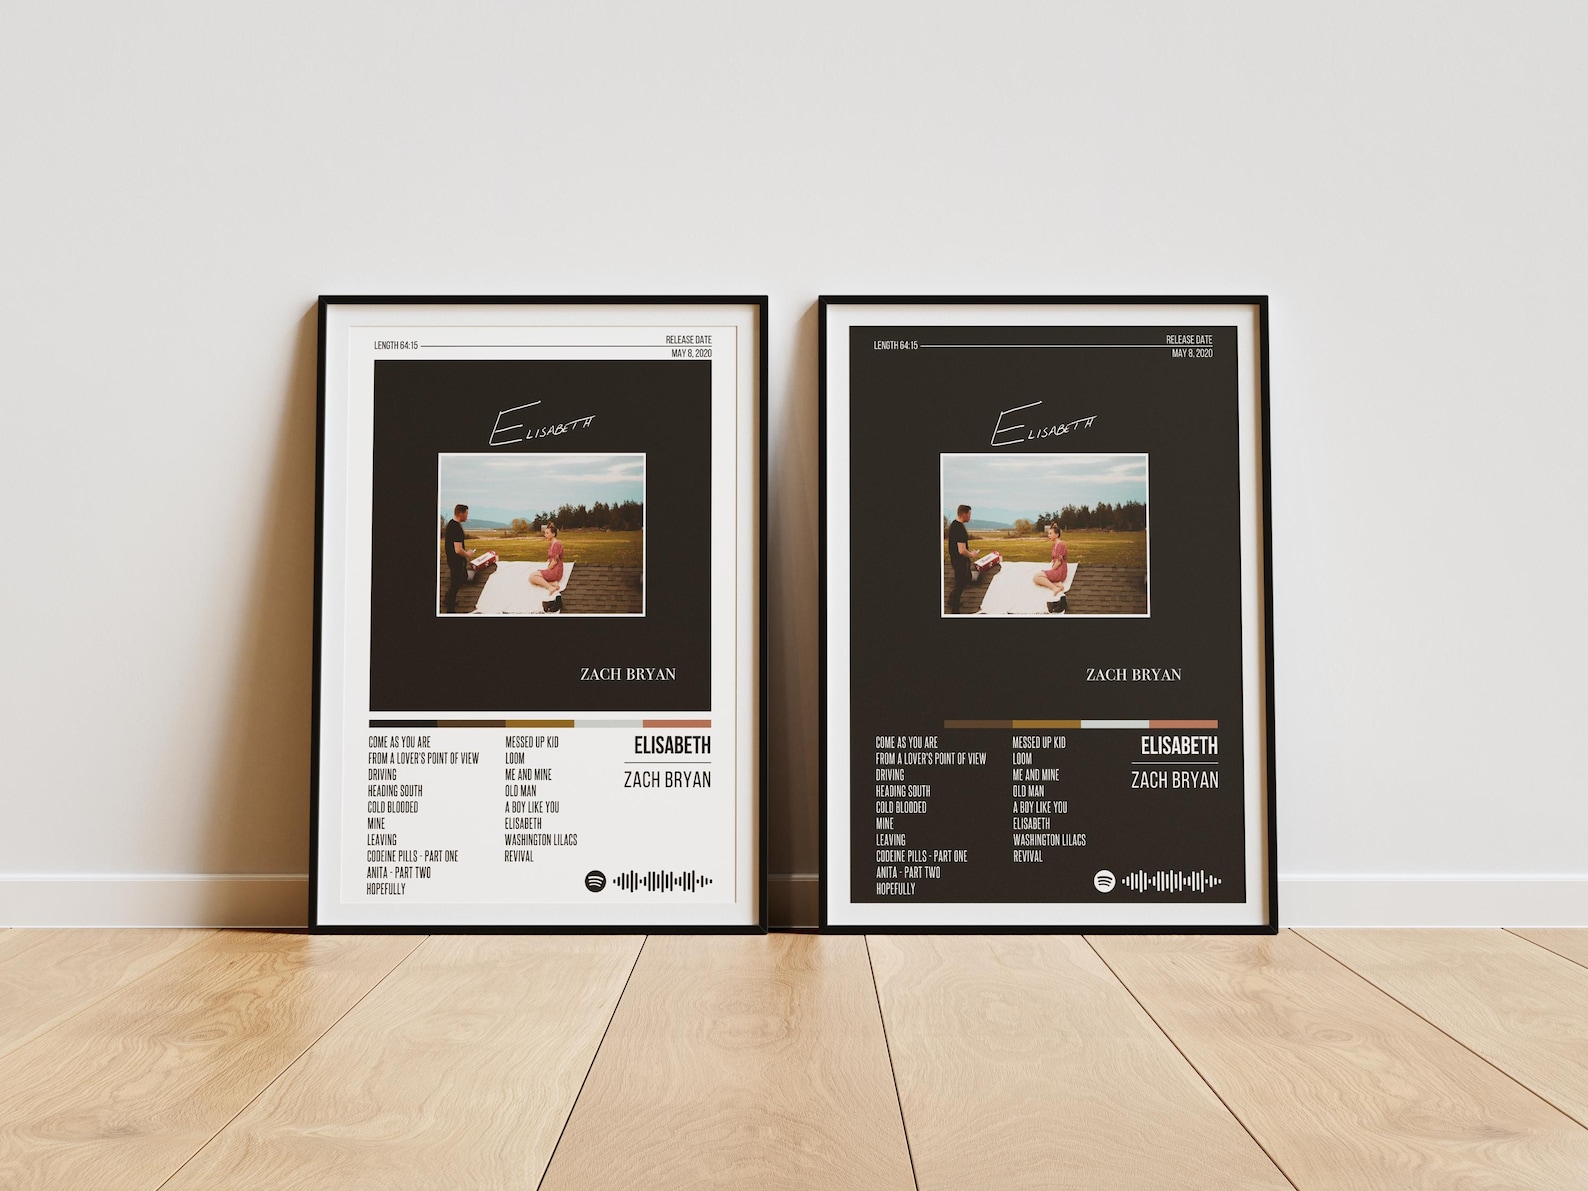 LENGTH 64:15
RELEASE DATE
MAY 8, 2020
ELISABETH
ZACH BRYAN
COME AS YOU ARE
FROM A LOVER'S POINT OF VIEW
DRIVING
HEADING SOUTH
COLD BLOODED
MINE
LEAVING
CODEINE PILLS - PART ONE
ANITA - PART TWO
HOPEFULLY
MESSED UP KID
LOOM
ME AND MINE
OLD MAN
A BOY LIKE YOU
ELISABETH
WASHINGTON LILACS
REVIVAL
ELISABETH
ZACH BRYAN
LENGTH 64:15
RELEASE DATE
MAY 8, 2020
ELISABETH
ZACH BRYAN
COME AS YOU ARE
FROM A LOVER'S POINT OF VIEW
DRIVING
HEADING SOUTH
COLD BLOODED
MINE
LEAVING
CODEINE PILLS - PART ONE
ANITA - PART TWO
HOPEFULLY
MESSED UP KID
LOOM
ME AND MINE
OLD MAN
A BOY LIKE YOU
ELISABETH
WASHINGTON LILACS
REVIVAL
ELISABETH
ZACH BRYAN